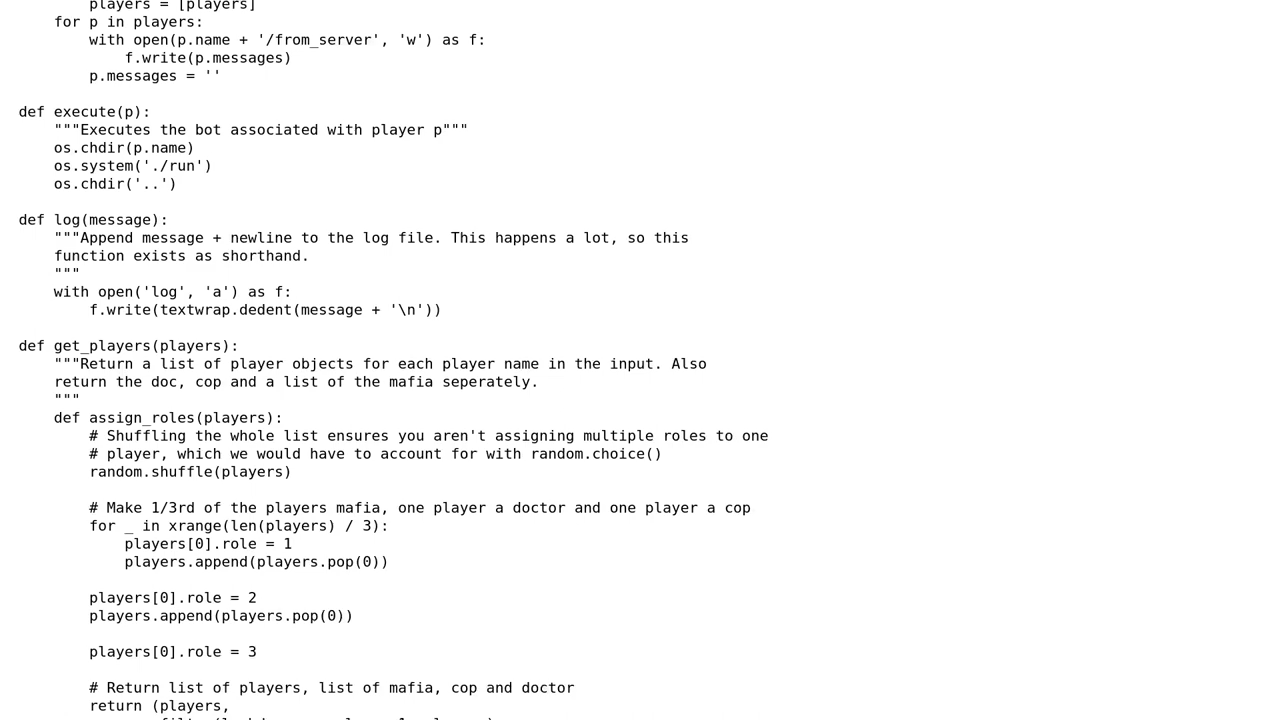 players = [players]
    for p in players:
        with open(p.name + '/from_server', 'w') as f:
            f.write(p.messages)
        p.messages = ''

def execute(p):
    """Executes the bot associated with player p"""
    os.chdir(p.name)
    os.system('./run')
    os.chdir('..')

def log(message):
    """Append message + newline to the log file. This happens a lot, so this
    function exists as shorthand.
    """
    with open('log', 'a') as f:
        f.write(textwrap.dedent(message + '\n'))

def get_players(players):
    """Return a list of player objects for each player name in the input. Also
    return the doc, cop and a list of the mafia seperately.
    """
    def assign_roles(players):
        # Shuffling the whole list ensures you aren't assigning multiple roles to one
        # player, which we would have to account for with random.choice()
        random.shuffle(players)

        # Make 1/3rd of the players mafia, one player a doctor and one player a cop
        for _ in xrange(len(players) / 3):
            players[0].role = 1
            players.append(players.pop(0))

        players[0].role = 2
        players.append(players.pop(0))

        players[0].role = 3

        # Return list of players, list of mafia, cop and doctor
        return (players,